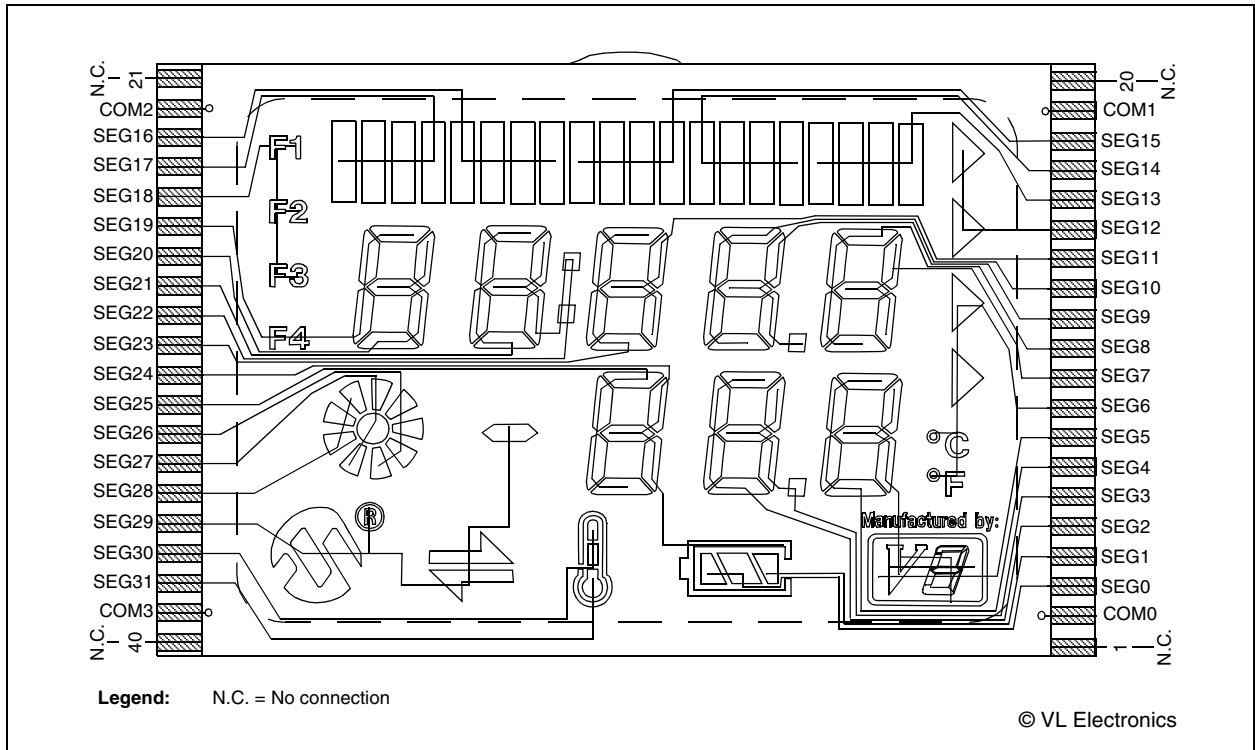 N.C.
21
COM2
SEG16
SEG17
SEG18
SEG19
SEG20
SEG21
SEG22
SEG23
SEG24
SEG25
SEG26
SEG27
SEG28
SEG29
SEG30
SEG31
COM3
N.C.
40
F1
F2
F3
F4
®
°C
°F
Manufactured by:
20
N.C.
COM1
SEG15
SEG14
SEG13
SEG12
SEG11
SEG10
SEG9
SEG8
SEG7
SEG6
SEG5
SEG4
SEG3
SEG2
SEG1
SEG0
COM0
1
N.C.
Legend: N.C. = No connection
© VL Electronics